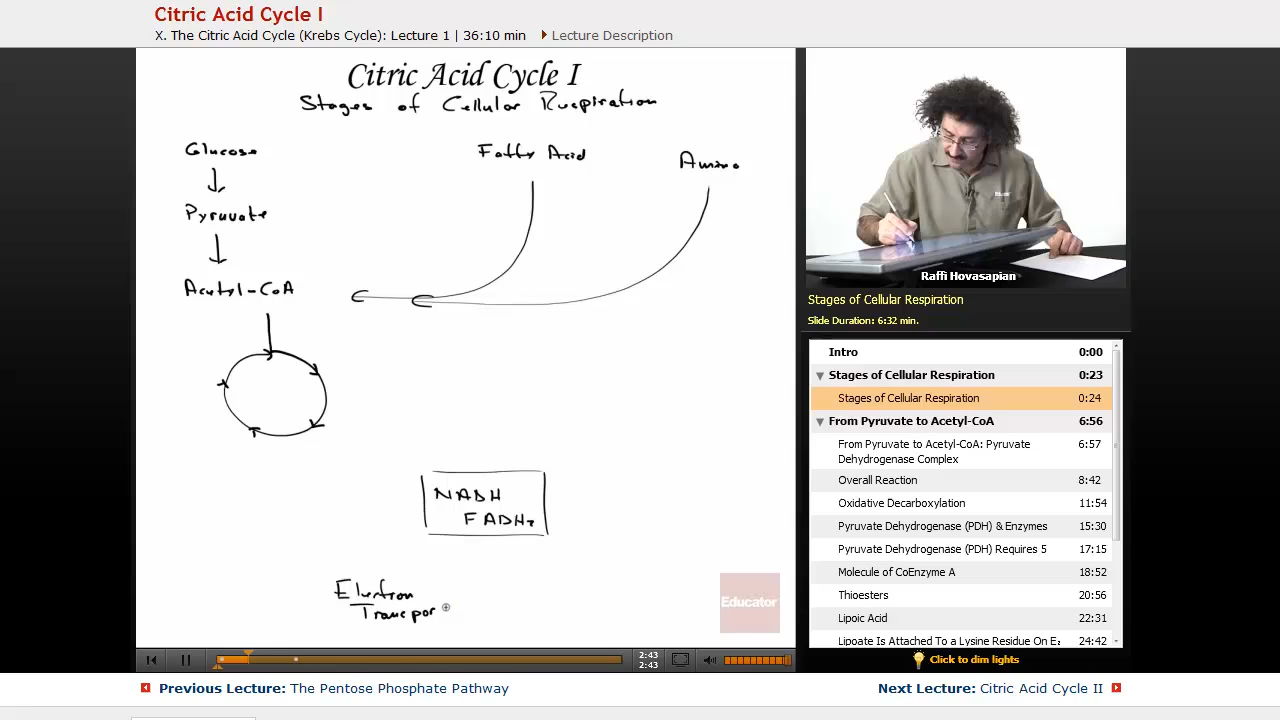 Citric Acid Cycle I
X. The Citric Acid Cycle (Krebs Cycle): Lecture 1 | 36:10 min
Lecture Description
Citric Acid Cycle I
Stages of Cellular Respiration
Glucose
Fatty Acid
Amino
Pyruvate
Acetyl-CoA
NADH
FADH₂
Electron
Transpor
Educator
Raffi Hovasapian
Stages of Cellular Respiration
Slide Duration: 6:32 min.
Intro 0:00
Stages of Cellular Respiration 0:23
Stages of Cellular Respiration 0:24
From Pyruvate to Acetyl-CoA 6:56
From Pyruvate to Acetyl-CoA: Pyruvate 6:57
Dehydrogenase Complex
Overall Reaction 8:42
Oxidative Decarboxylation 11:54
Pyruvate Dehydrogenase (PDH) & Enzymes 15:30
Pyruvate Dehydrogenase (PDH) Requires 5 17:15
Molecule of CoEnzyme A 18:52
Thioesters 20:56
Lipoic Acid 22:31
Lipoate Is Attached To a Lysine Residue On E 24:42
2:43
2:43
Click to dim lights
Previous Lecture: The Pentose Phosphate Pathway
Next Lecture: Citric Acid Cycle II